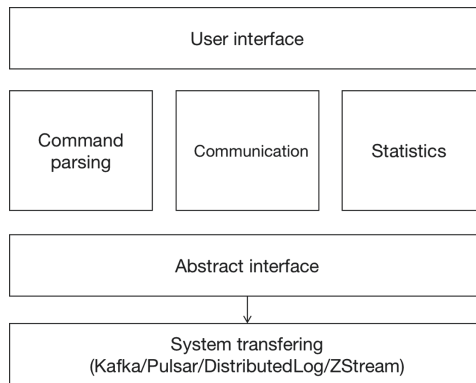 User interface
Command
parsing
Communication
Statistics
Abstract interface
System transfering
(Kafka/Pulsar/DistributedLog/ZStream)